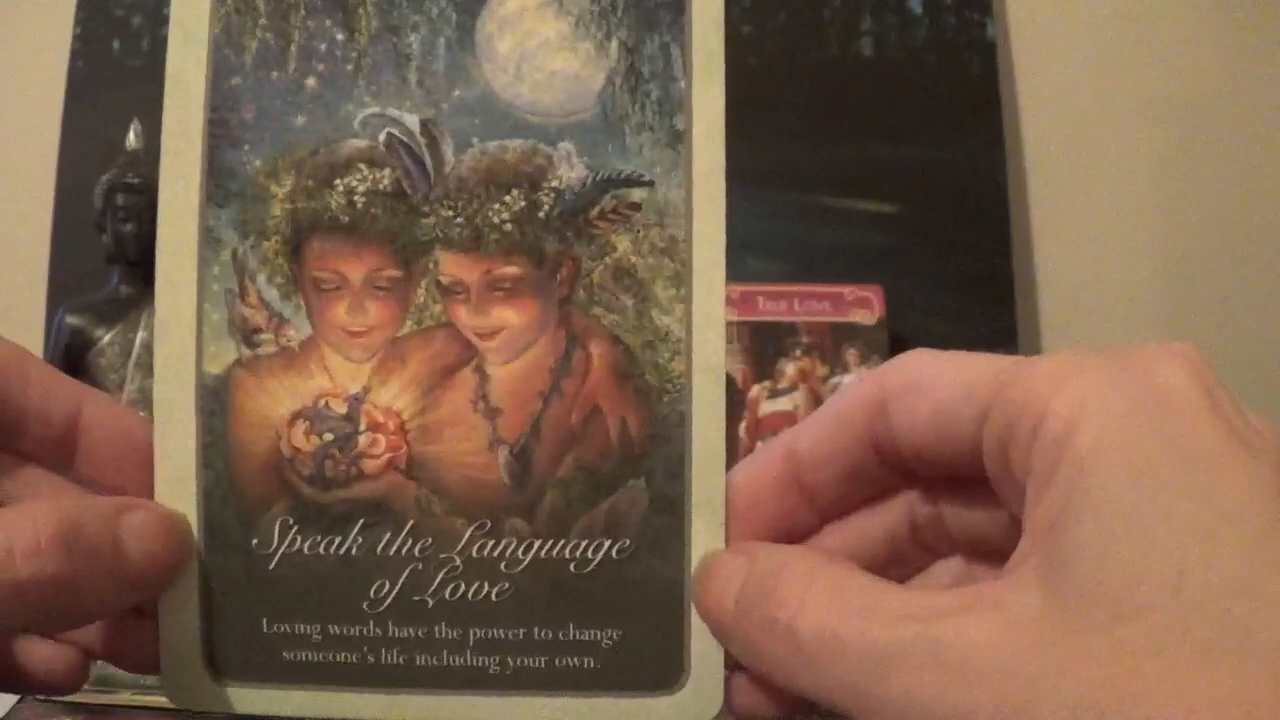 True Love
Speak the Language
of Love
Loving words have the power to change
someone's life including your own.